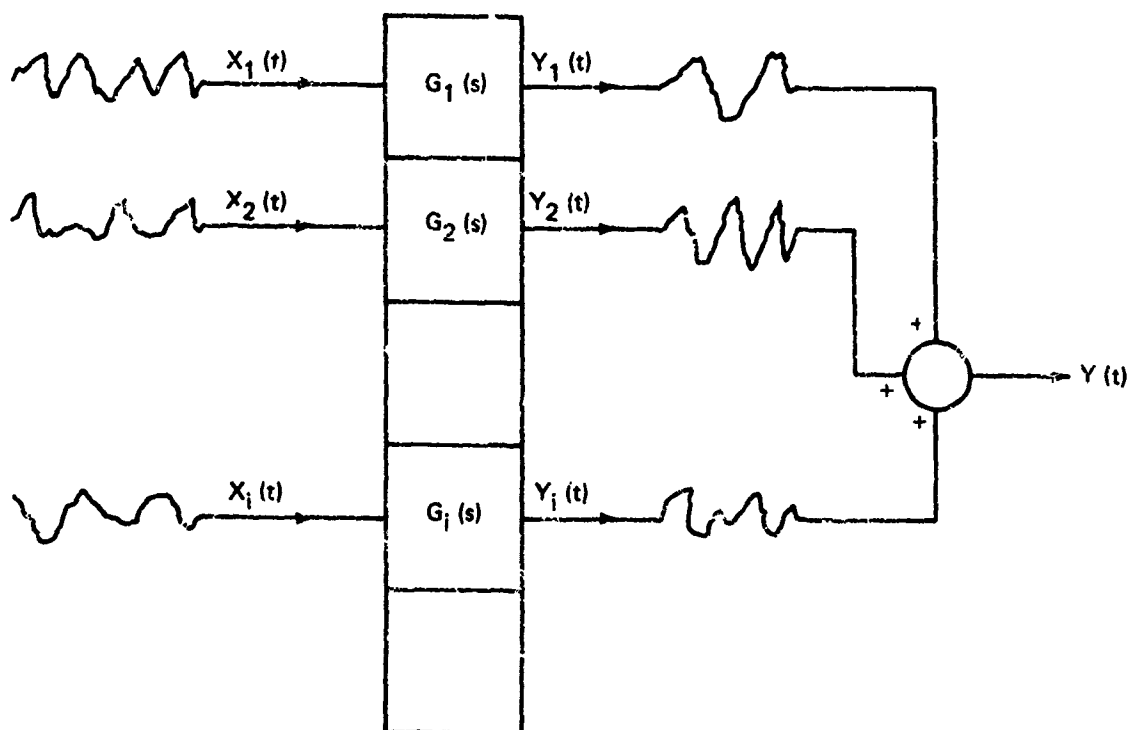 X₁(t) G₁(s) Y₁(t)
X₂(t) G₂(s) Y₂(t)
+
+ Y(t)
+
Xᵢ(t) Gᵢ(s) Yᵢ(t)